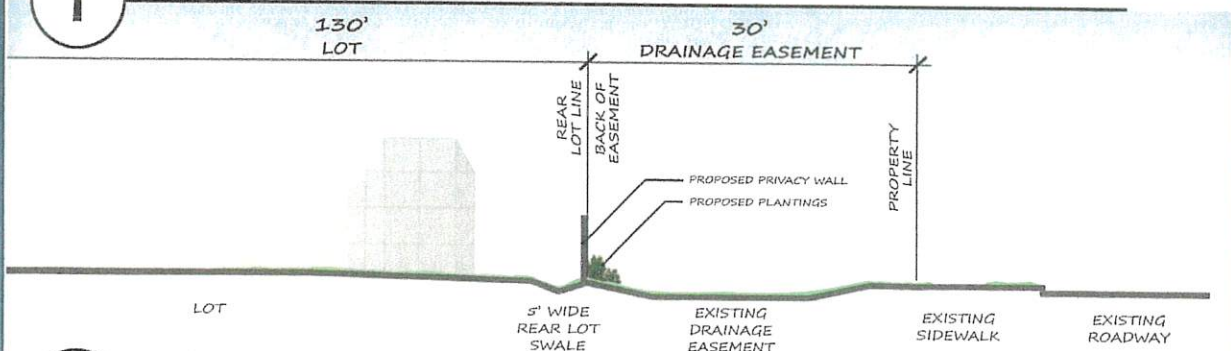 1
130'
LOT
30'
DRAINAGE EASEMENT
REAR
LOT LINE
BACK OF
EASEMENT
PROPERTY
LINE
PROPOSED PRIVACY WALL
PROPOSED PLANTINGS
LOT
5' WIDE
REAR LOT
SWALE
EXISTING
DRAINAGE
EASEMENT
EXISTING
SIDEWALK
EXISTING
ROADWAY